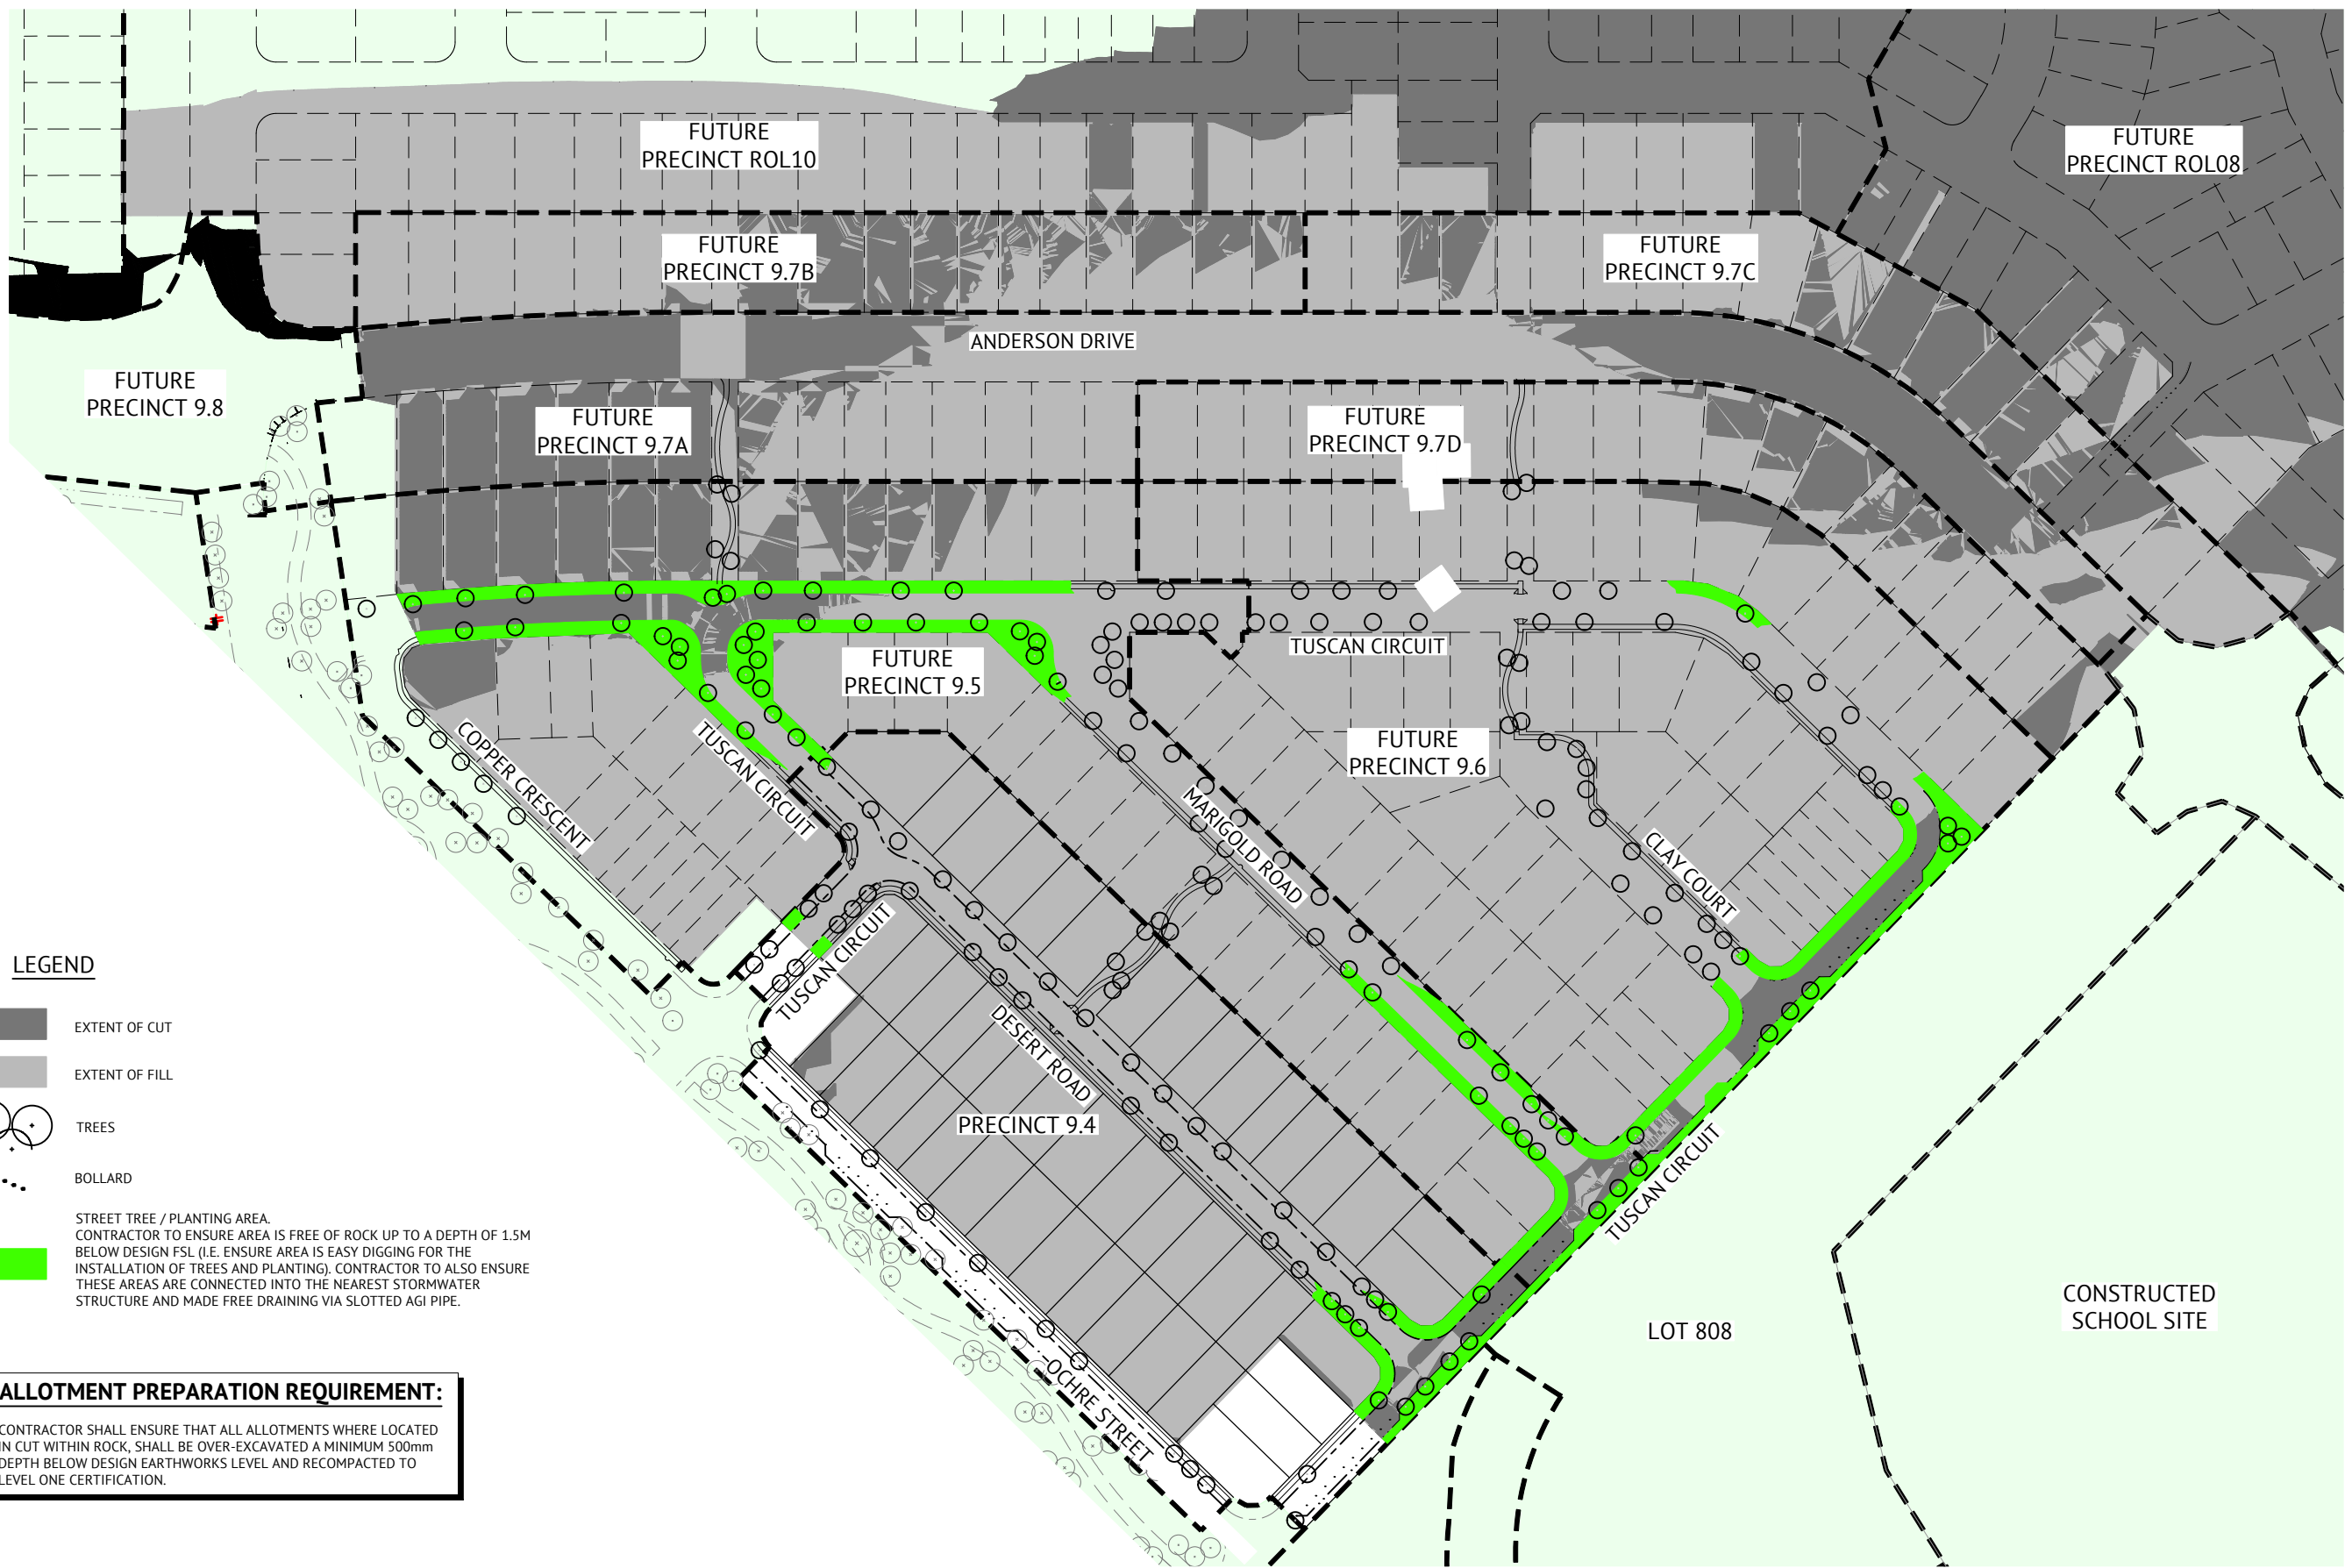 FUTURE
PRECINCT ROL10
FUTURE
PRECINCT ROL08
FUTURE
PRECINCT 9.7B
FUTURE
PRECINCT 9.7C
ANDERSON DRIVE
FUTURE
PRECINCT 9.8
FUTURE
PRECINCT 9.7A
FUTURE
PRECINCT 9.7D
TUSCAN CIRCUIT
FUTURE
PRECINCT 9.5
FUTURE
PRECINCT 9.6
COPPER CRESCENT
TUSCAN CIRCUIT
MARIGOLD ROAD
CLAY COURT
TUSCAN CIRCUIT
DESERT ROAD
PRECINCT 9.4
TUSCAN CIRCUIT
OCHRE STREET
LOT 808
CONSTRUCTED
SCHOOL SITE
LEGEND
EXTENT OF CUT
EXTENT OF FILL
TREES
BOLLARD
STREET TREE / PLANTING AREA.
CONTRACTOR TO ENSURE AREA IS FREE OF ROCK UP TO A DEPTH OF 1.5M
BELOW DESIGN FSL (I.E. ENSURE AREA IS EASY DIGGING FOR THE
INSTALLATION OF TREES AND PLANTING). CONTRACTOR TO ALSO ENSURE
THESE AREAS ARE CONNECTED INTO THE NEAREST STORMWATER
STRUCTURE AND MADE FREE DRAINING VIA SLOTTED AGI PIPE.
ALLOTMENT PREPARATION REQUIREMENT:
CONTRACTOR SHALL ENSURE THAT ALL ALLOTMENTS WHERE LOCATED
IN CUT WITHIN ROCK, SHALL BE OVER-EXCAVATED A MINIMUM 500mm
DEPTH BELOW DESIGN EARTHWORKS LEVEL AND RECOMPACTED TO
LEVEL ONE CERTIFICATION.